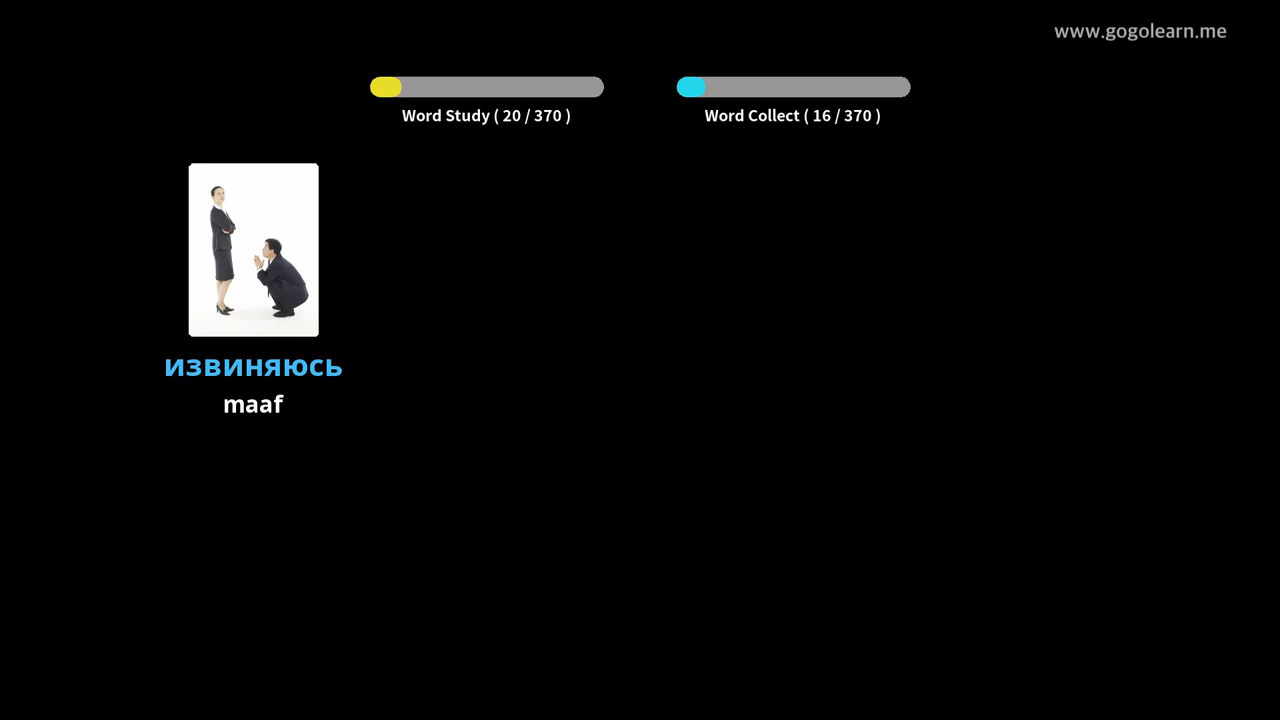 www.gogolearn.me
Word Study ( 20 / 370 )
Word Collect ( 16 / 370 )
извиняюсь
maaf